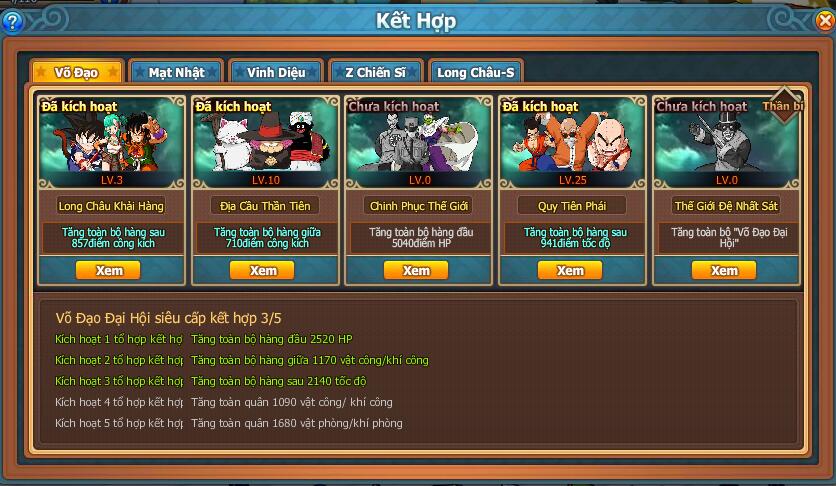 Kết Hợp
Võ Đạo
Mạt Nhật
Vinh Diệu
Z Chiến Sĩ
Long Châu-S
Đã kích hoạt
Đã kích hoạt
Chưa kích hoạt
Đã kích hoạt
Chưa kích hoạt
Thần bí
LV.3
LV.10
LV.0
LV.25
LV.0
Long Châu Khải Hàng
Địa Cầu Thần Tiên
Chinh Phục Thế Giới
Quy Tiên Phái
Thế Giới Đệ Nhất Sát
Tăng toàn bộ hàng sau
857điểm công kích
Tăng toàn bộ hàng giữa
710điểm công kích
Tăng toàn bộ hàng đầu
5040điểm HP
Tăng toàn bộ hàng sau
941điểm tốc độ
Tăng toàn bộ "Võ Đạo Đại
Hội"
Xem
Xem
Xem
Xem
Xem
Võ Đạo Đại Hội siêu cấp kết hợp 3/5
Kích hoạt 1 tổ hợp kết hợ Tăng toàn bộ hàng đầu 2520 HP
Kích hoạt 2 tổ hợp kết hợp Tăng toàn bộ hàng giữa 1170 vật công/khí công
Kích hoạt 3 tổ hợp kết hợp Tăng toàn bộ hàng sau 2140 tốc độ
Kích hoạt 4 tổ hợp kết hợp Tăng toàn quân 1090 vật công/ khí công
Kích hoạt 5 tổ hợp kết hợp Tăng toàn quân 1680 vật phòng/khí phòng